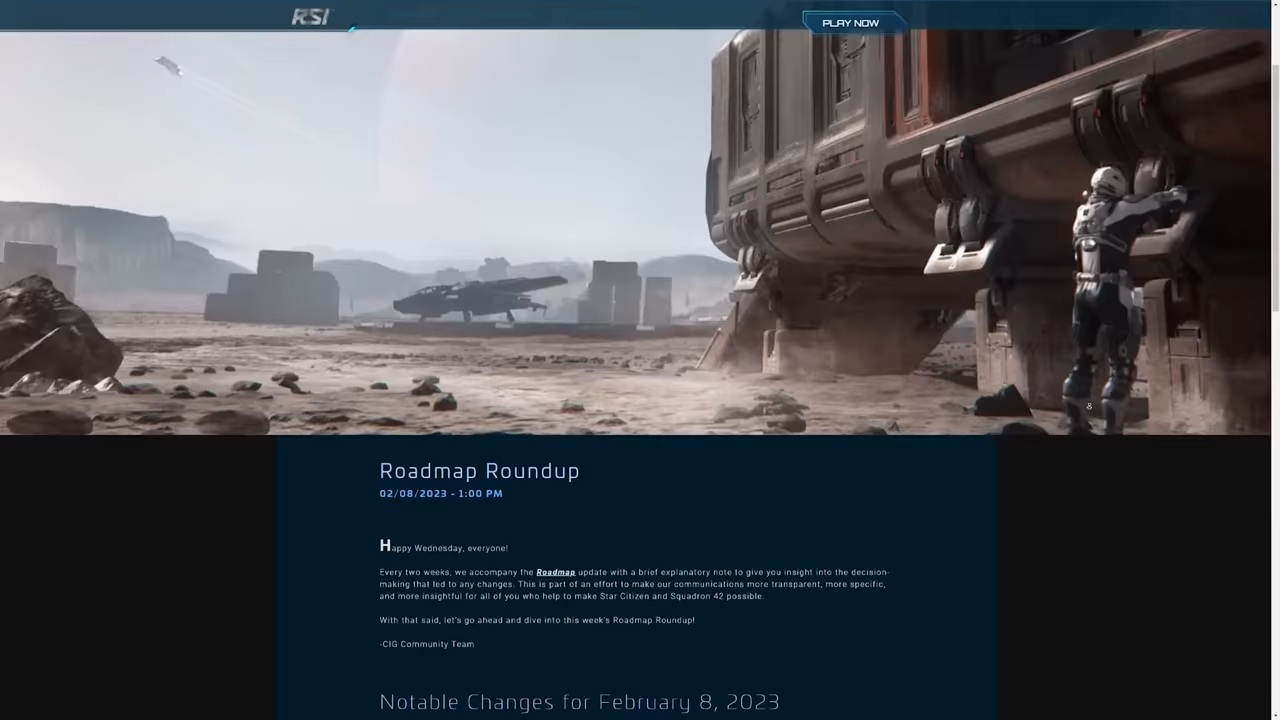 RSI
PLAY NOW
Roadmap Roundup
02/08/2023 - 1:00 PM
Happy Wednesday, everyone!
Every two weeks, we accompany the Roadmap update with a brief explanatory note to give you insight into the decision-
making that led to any changes. This is part of an effort to make our communications more transparent, more specific,
and more insightful for all of you who help to make Star Citizen and Squadron 42 possible.
With that said, let's go ahead and dive into this week's Roadmap Roundup!
-CIG Community Team
Notable Changes for February 8, 2023